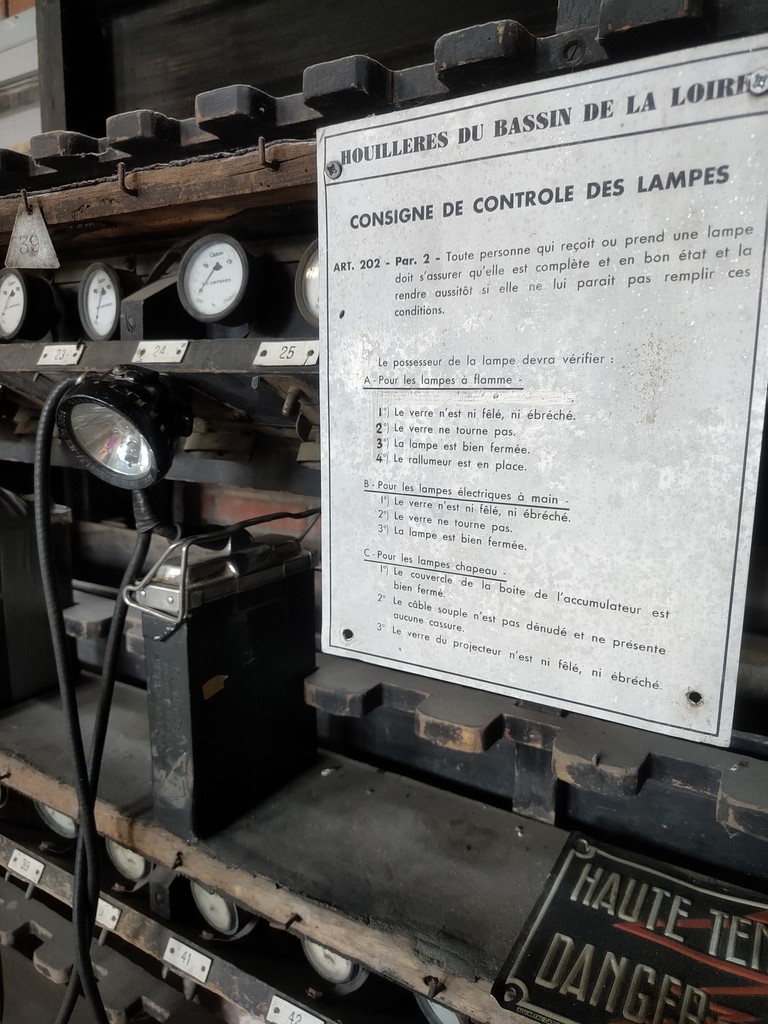 HOUILLERES DU BASSIN DE LA LOIRE
CONSIGNE DE CONTROLE DES LAMPES
ART. 202 - Par. 2 - Toute personne qui reçoit ou prend une lampe
doit s'assurer qu'elle est complète et en bon état et la
rendre aussitôt si elle ne lui parait pas remplir ces
conditions.
Le possesseur de la lampe devra vérifier :
A - Pour les lampes à flamme -
1°) Le verre n'est ni fêlé, ni ébréché.
2°) Le verre ne tourne pas.
3°) La lampe est bien fermée.
4°) Le rallumeur est en place.
B - Pour les lampes électriques à main -
1°) Le verre n'est ni fêlé, ni ébréché.
2°) Le verre ne tourne pas.
3°) La lampe est bien fermée.
C - Pour les lampes chapeau -
1°) Le couvercle de la boite de l'accumulateur est
bien fermé.
2° Le câble souple n'est pas dénudé et ne présente
aucune cassure.
3° Le verre du projecteur n'est ni fêlé, ni ébréché.
39
23
24
25
39
41
42
HAUTE TEN
DANGER